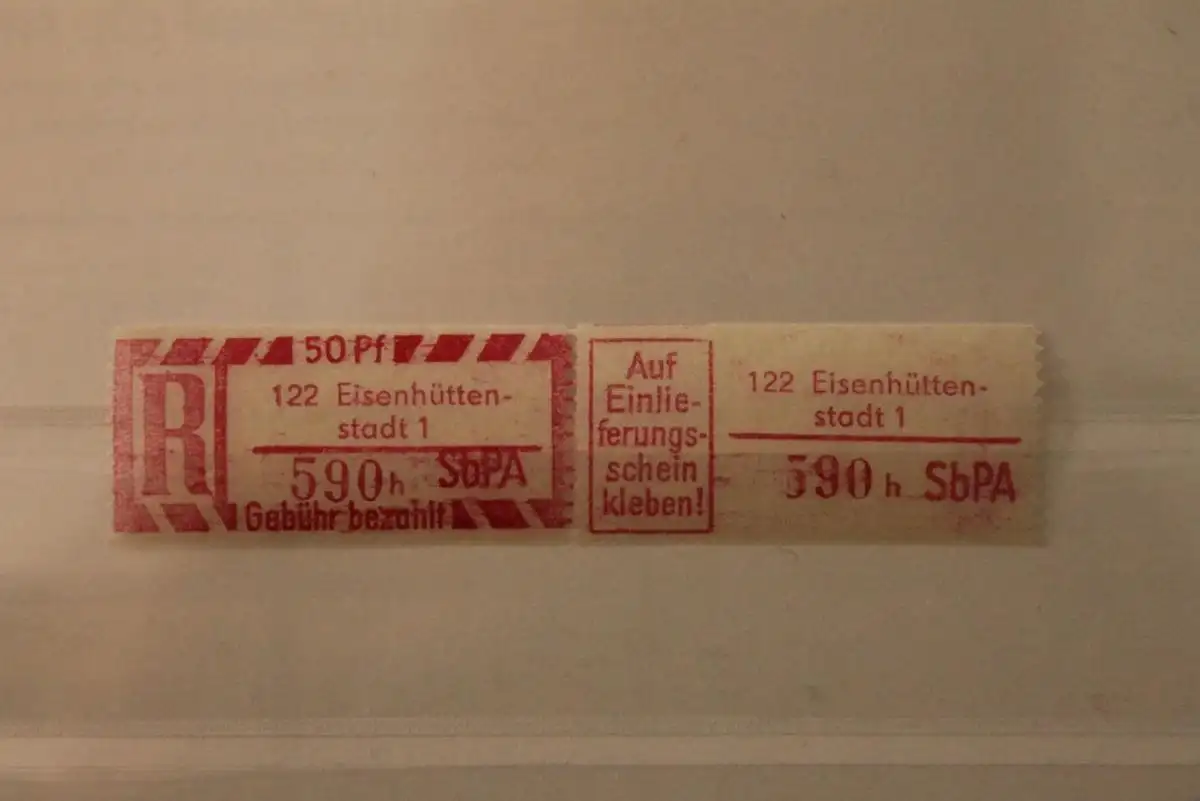 50 Pf
R
122 Eisenhütten-
stadt 1
590 h SbPA
Gebühr bezahlt
Auf
Einlie-
ferungs-
schein
kleben!
122 Eisenhütten-
stadt 1
590 h SbPA